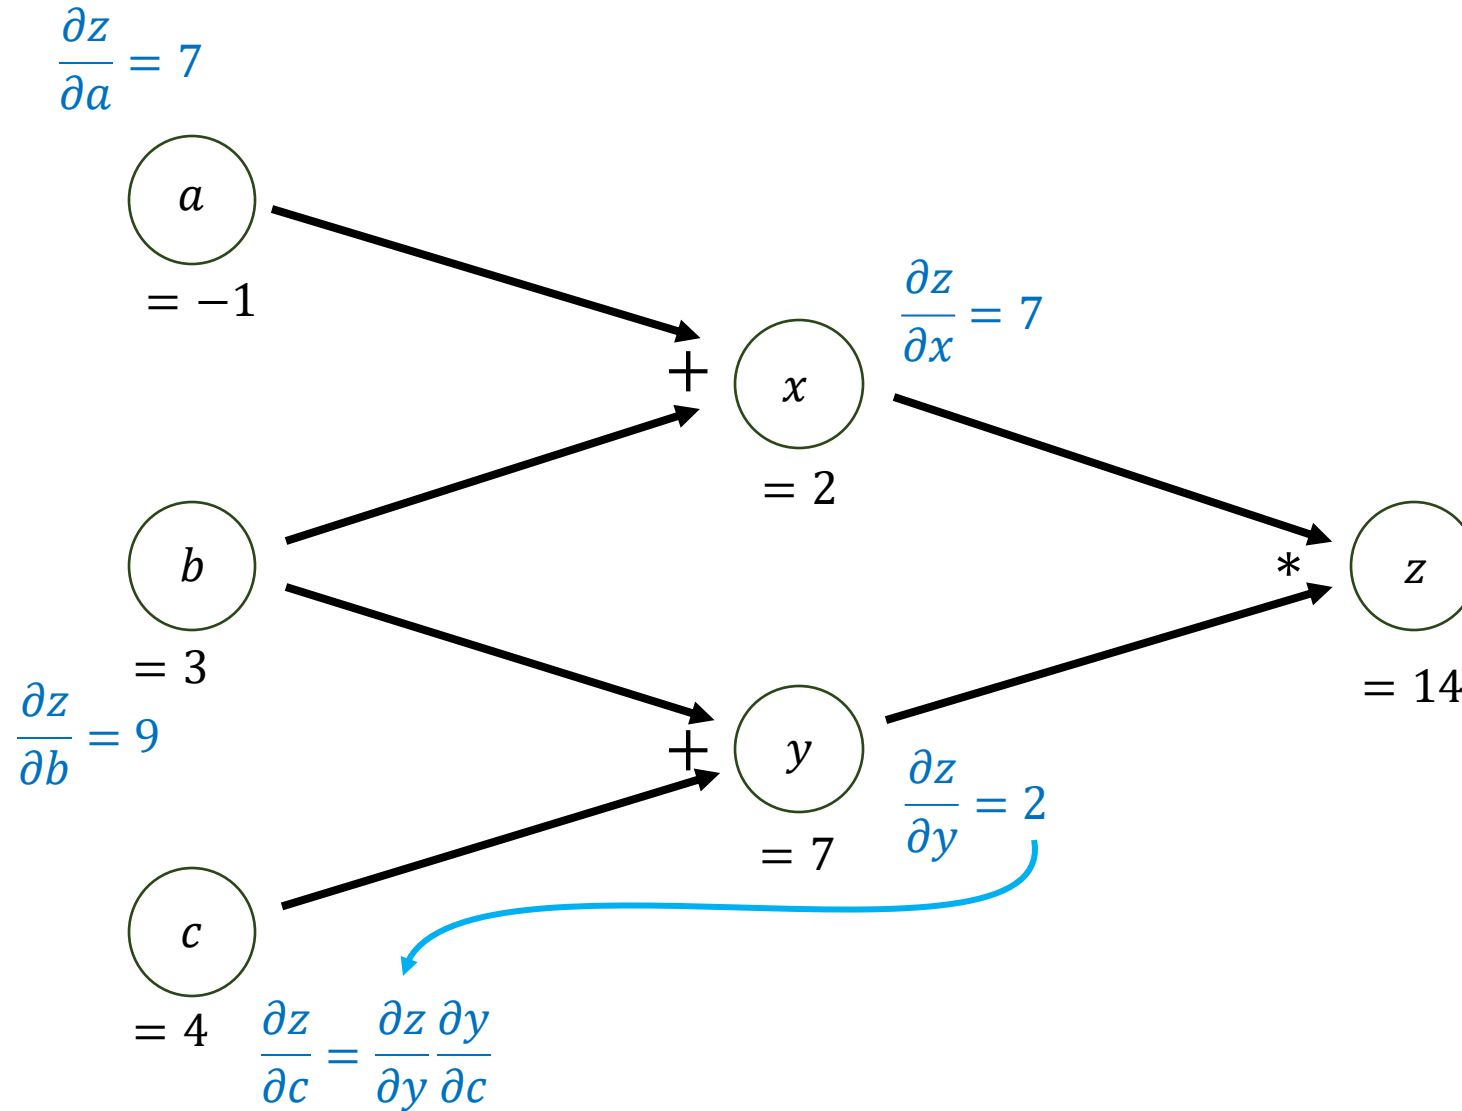 ∂z/∂a = 7
a
= −1
∂z/∂x = 7
+
x
= 2
b
= 3
*
z
= 14
∂z/∂b = 9
+
y
= 7
∂z/∂y = 2
c
= 4
∂z/∂c = ∂z/∂y ∂y/∂c